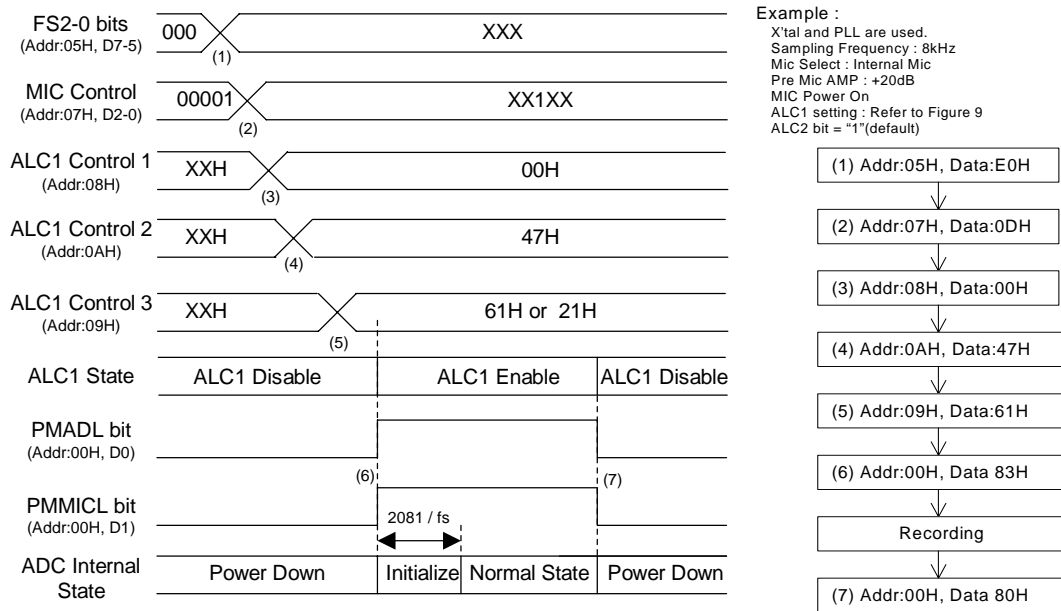 FS2-0 bits
(Addr:05H, D7-5)
000
XXX
(1)
MIC Control
(Addr:07H, D2-0)
00001
XX1XX
(2)
ALC1 Control 1
(Addr:08H)
XXH
00H
(3)
ALC1 Control 2
(Addr:0AH)
XXH
47H
(4)
ALC1 Control 3
(Addr:09H)
XXH
61H or 21H
(5)
ALC1 State
ALC1 Disable
ALC1 Enable
ALC1 Disable
PMADL bit
(Addr:00H, D0)
(6)
(7)
PMMICL bit
(Addr:00H, D1)
2081 / fs
ADC Internal
State
Power Down
Initialize
Normal State
Power Down
Example :
X'tal and PLL are used.
Sampling Frequency : 8kHz
Mic Select : Internal Mic
Pre Mic AMP : +20dB
MIC Power On
ALC1 setting : Refer to Figure 9
ALC2 bit = “1”(default)
(1) Addr:05H, Data:E0H
(2) Addr:07H, Data:0DH
(3) Addr:08H, Data:00H
(4) Addr:0AH, Data:47H
(5) Addr:09H, Data:61H
(6) Addr:00H, Data 83H
Recording
(7) Addr:00H, Data 80H